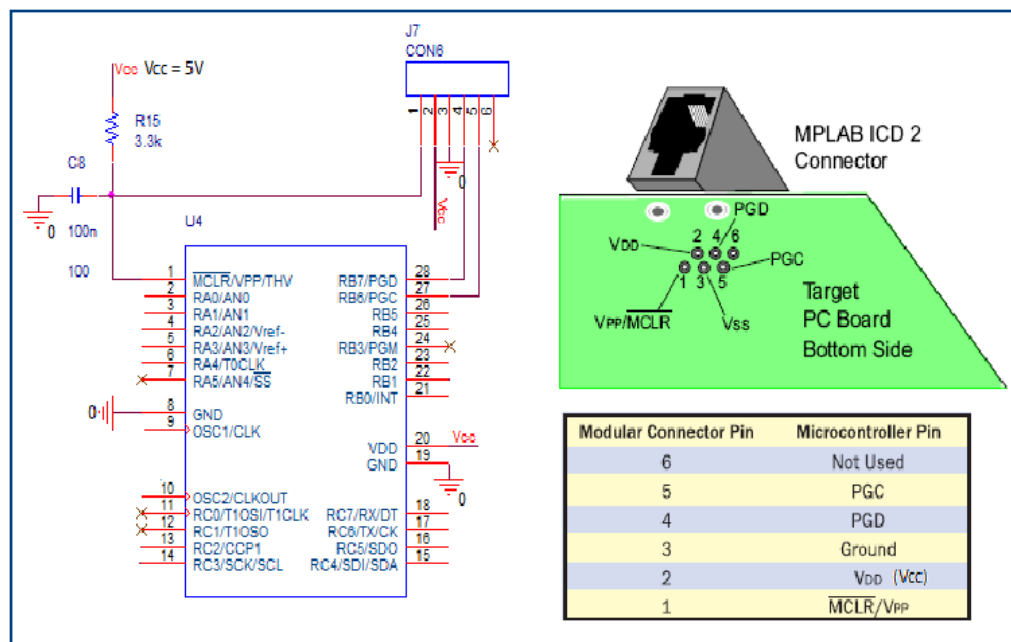 J7
CON6
Vcc Vcc = 5V
R15
3.3k
1 2 3 4 5 6
C8
0
0
100n
Vcc
100
U4
1 MCLR/VPP/THV
2 RA0/AN0
3 RA1/AN1
4 RA2/AN2/Vref-
5 RA3/AN3/Vref+
6 RA4/T0CLK
7 RA5/AN4/SS
0
8 GND
9 OSC1/CLK
10 OSC2/CLKOUT
11 RC0/T1OSI/T1CLK
12 RC1/T1OSO
13 RC2/CCP1
14 RC3/SCK/SCL
RB7/PGD 28
RB6/PGC 27
RB5 26
RB4 25
RB3/PGM 24
RB2 23
RB1 22
RB0/INT 21
VDD 20 Vcc
GND 19
0
RC7/RX/DT 18
RC6/TX/CK 17
RC5/SDO 16
RC4/SDI/SDA 15
MPLAB ICD 2
Connector
PGD
2 4 6
VDD
PGC
1 3 5
VPP/MCLR
VSS
Target
PC Board
Bottom Side
Modular Connector Pin Microcontroller Pin
6 Not Used
5 PGC
4 PGD
3 Ground
2 VDD (Vcc)
1 MCLR/VPP